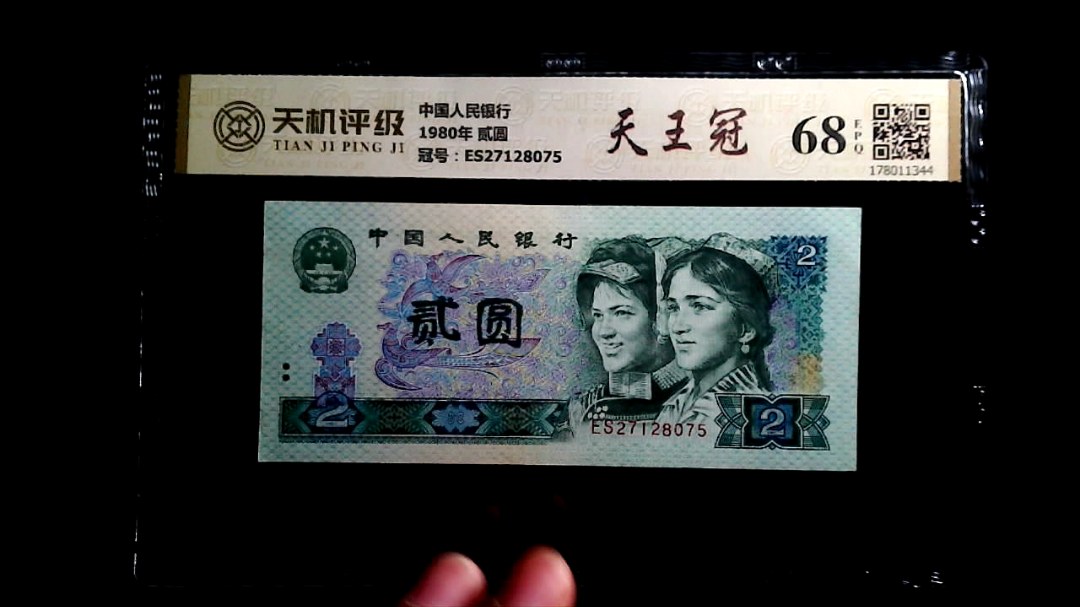 天机评级
TIAN JI PING JI
中国人民银行
1980年 贰圆
冠号：ES27128075
天王冠
68
EPQ
178011344
中国人民银行
2
贰圆
2
ES27128075
2